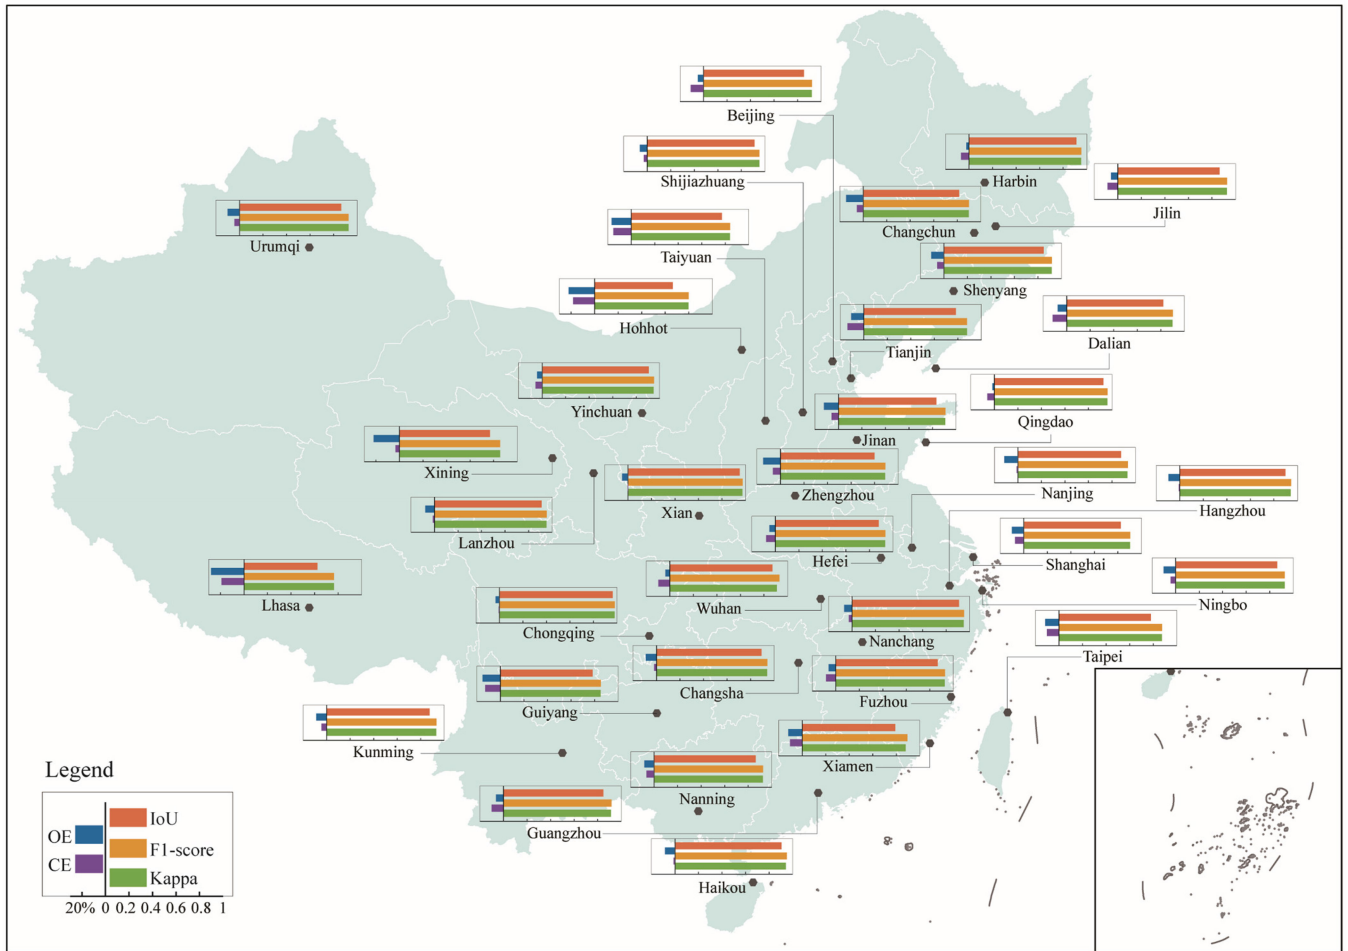 Beijing
Shijiazhuang
Harbin
Jilin
Urumqi
Taiyuan
Changchun
Shenyang
Hohhot
Dalian
Tianjin
Yinchuan
Qingdao
Jinan
Xining
Zhengzhou
Nanjing
Hangzhou
Xian
Lanzhou
Hefei
Shanghai
Lhasa
Wuhan
Ningbo
Chongqing
Nanchang
Taipei
Changsha
Fuzhou
Guiyang
Kunming
Xiamen
Nanning
Guangzhou
Haikou
Legend
IoU
OE
F1-score
CE
Kappa
20% 0 0.2 0.4 0.6 0.8 1